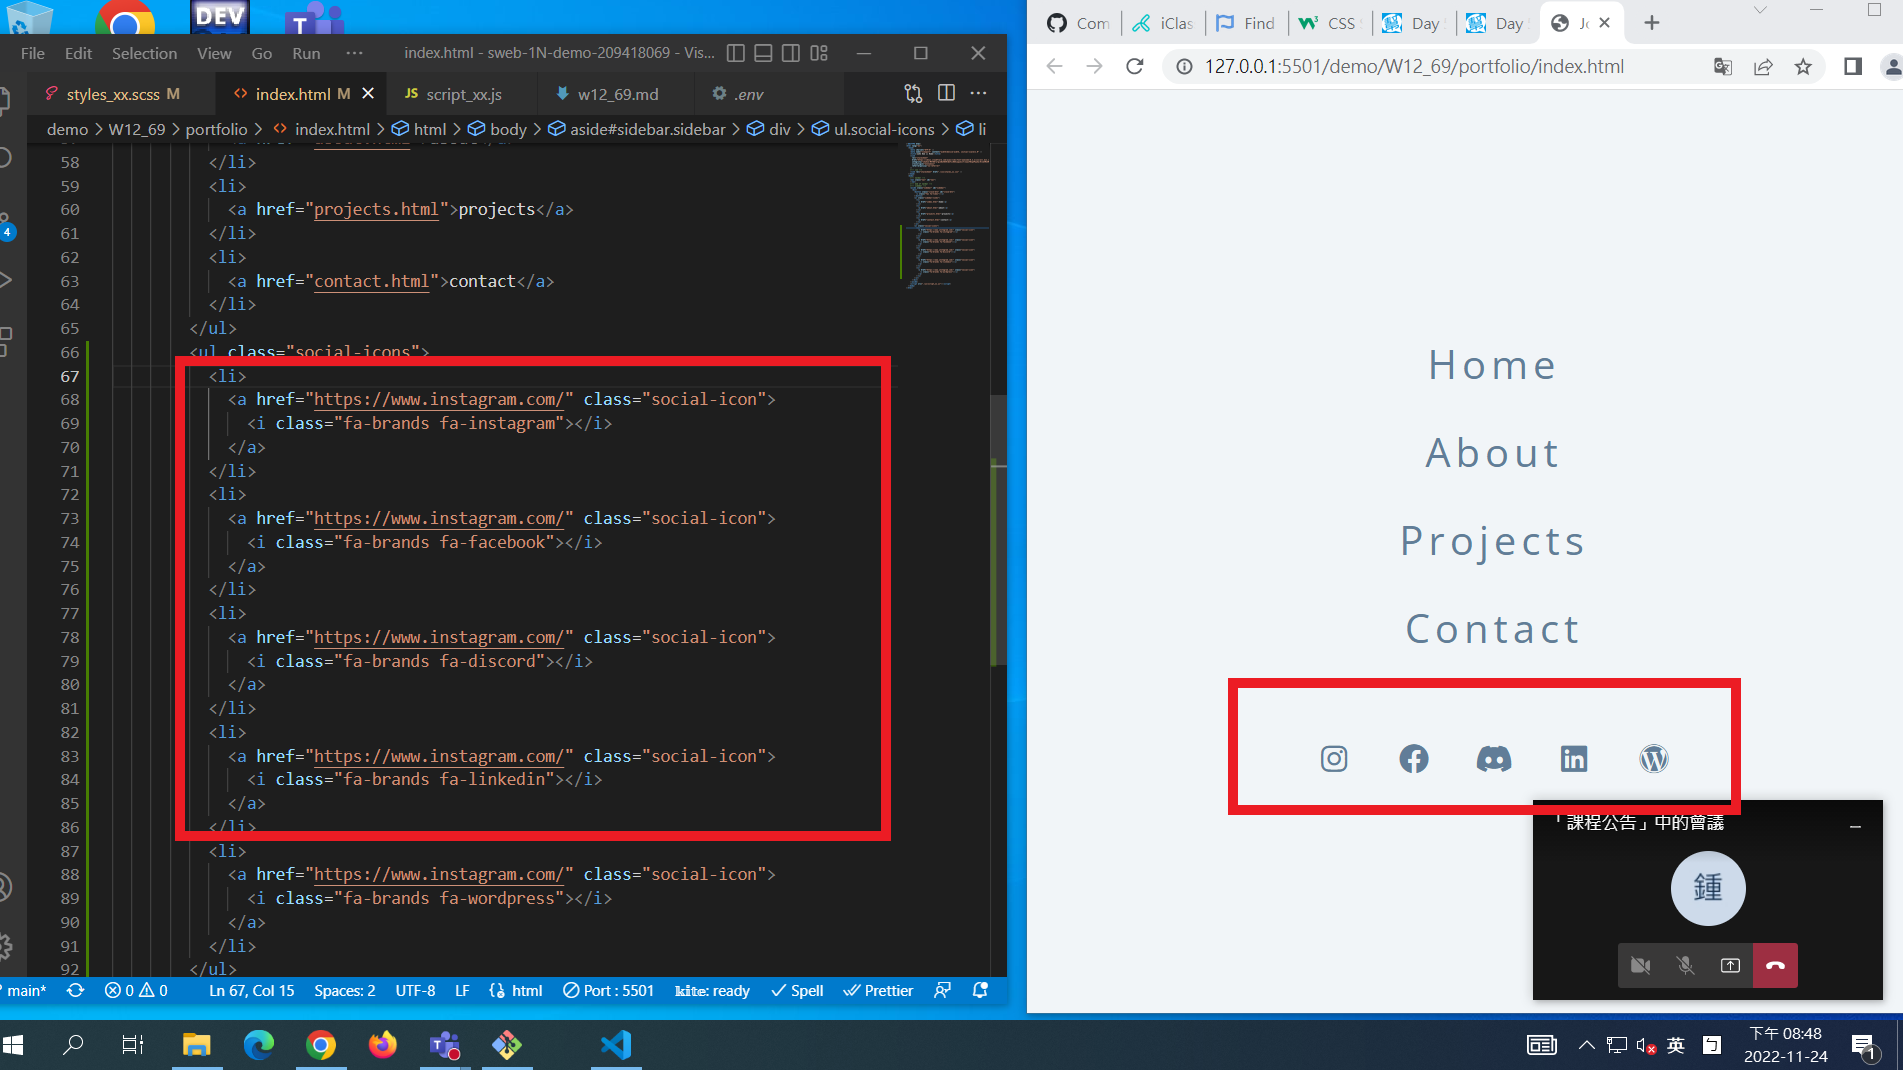 DEV
File Edit Selection View Go Run ··· index.html - sweb-1N-demo-209418069 - Vis...
styles_xx.scss M index.html M JS script_xx.js w12_69.md .env
demo > W12_69 > portfolio > index.html > html > body > aside#sidebar.sidebar > div > ul.social-icons > li
58 </li>
59 <li>
60 <a href="projects.html">projects</a>
61 </li>
62 <li>
63 <a href="contact.html">contact</a>
64 </li>
65 </ul>
66 <ul class="social-icons">
67 <li>
68 <a href="https://www.instagram.com/" class="social-icon">
69 <i class="fa-brands fa-instagram"></i>
70 </a>
71 </li>
72 <li>
73 <a href="https://www.instagram.com/" class="social-icon">
74 <i class="fa-brands fa-facebook"></i>
75 </a>
76 </li>
77 <li>
78 <a href="https://www.instagram.com/" class="social-icon">
79 <i class="fa-brands fa-discord"></i>
80 </a>
81 </li>
82 <li>
83 <a href="https://www.instagram.com/" class="social-icon">
84 <i class="fa-brands fa-linkedin"></i>
85 </a>
86 </li>
87 <li>
88 <a href="https://www.instagram.com/" class="social-icon">
89 <i class="fa-brands fa-wordpress"></i>
90 </a>
91 </li>
92 </ul>
4
main* 0 0 Ln 67, Col 15 Spaces: 2 UTF-8 LF html Port : 5501 kite: ready Spell Prettier
Com iClas Find CSS Day Day Jo
127.0.0.1:5501/demo/W12_69/portfolio/index.html
Home
About
Projects
Contact
「課程公告」中的會議
鍾
英 下午 08:48
2022-11-24
1